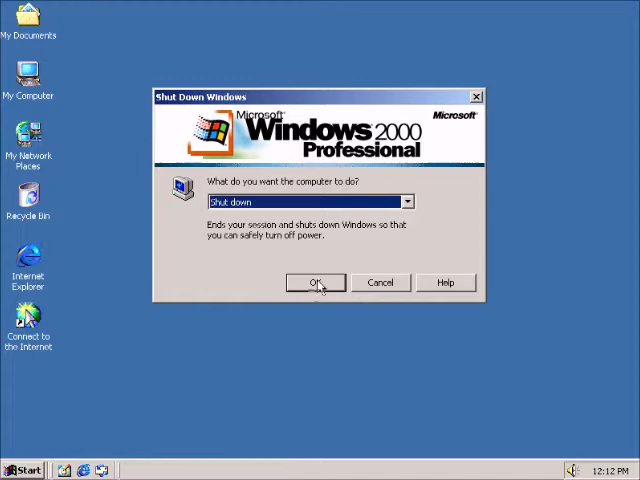 My Documents
My Computer
My Network
Places
Recycle Bin
Internet
Explorer
Connect to
the Internet
Shut Down Windows
Microsoft
Microsoft
Windows 2000
Professional
What do you want the computer to do?
Shut down
Ends your session and shuts down Windows so that
you can safely turn off power.
OK
Cancel
Help
Start
12:12 PM